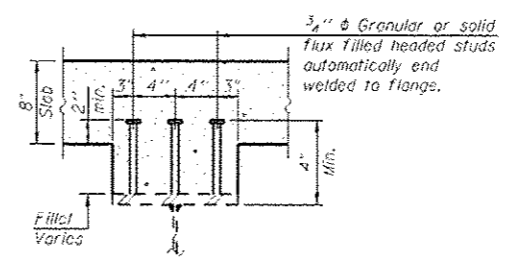 3/4" ϕ Granular or solid
flux filled headed studs
automatically end
welded to flange.
3" 4" 4" 3"
8"
Slab
2"
min.
4"
Min.
Fillet
Varies